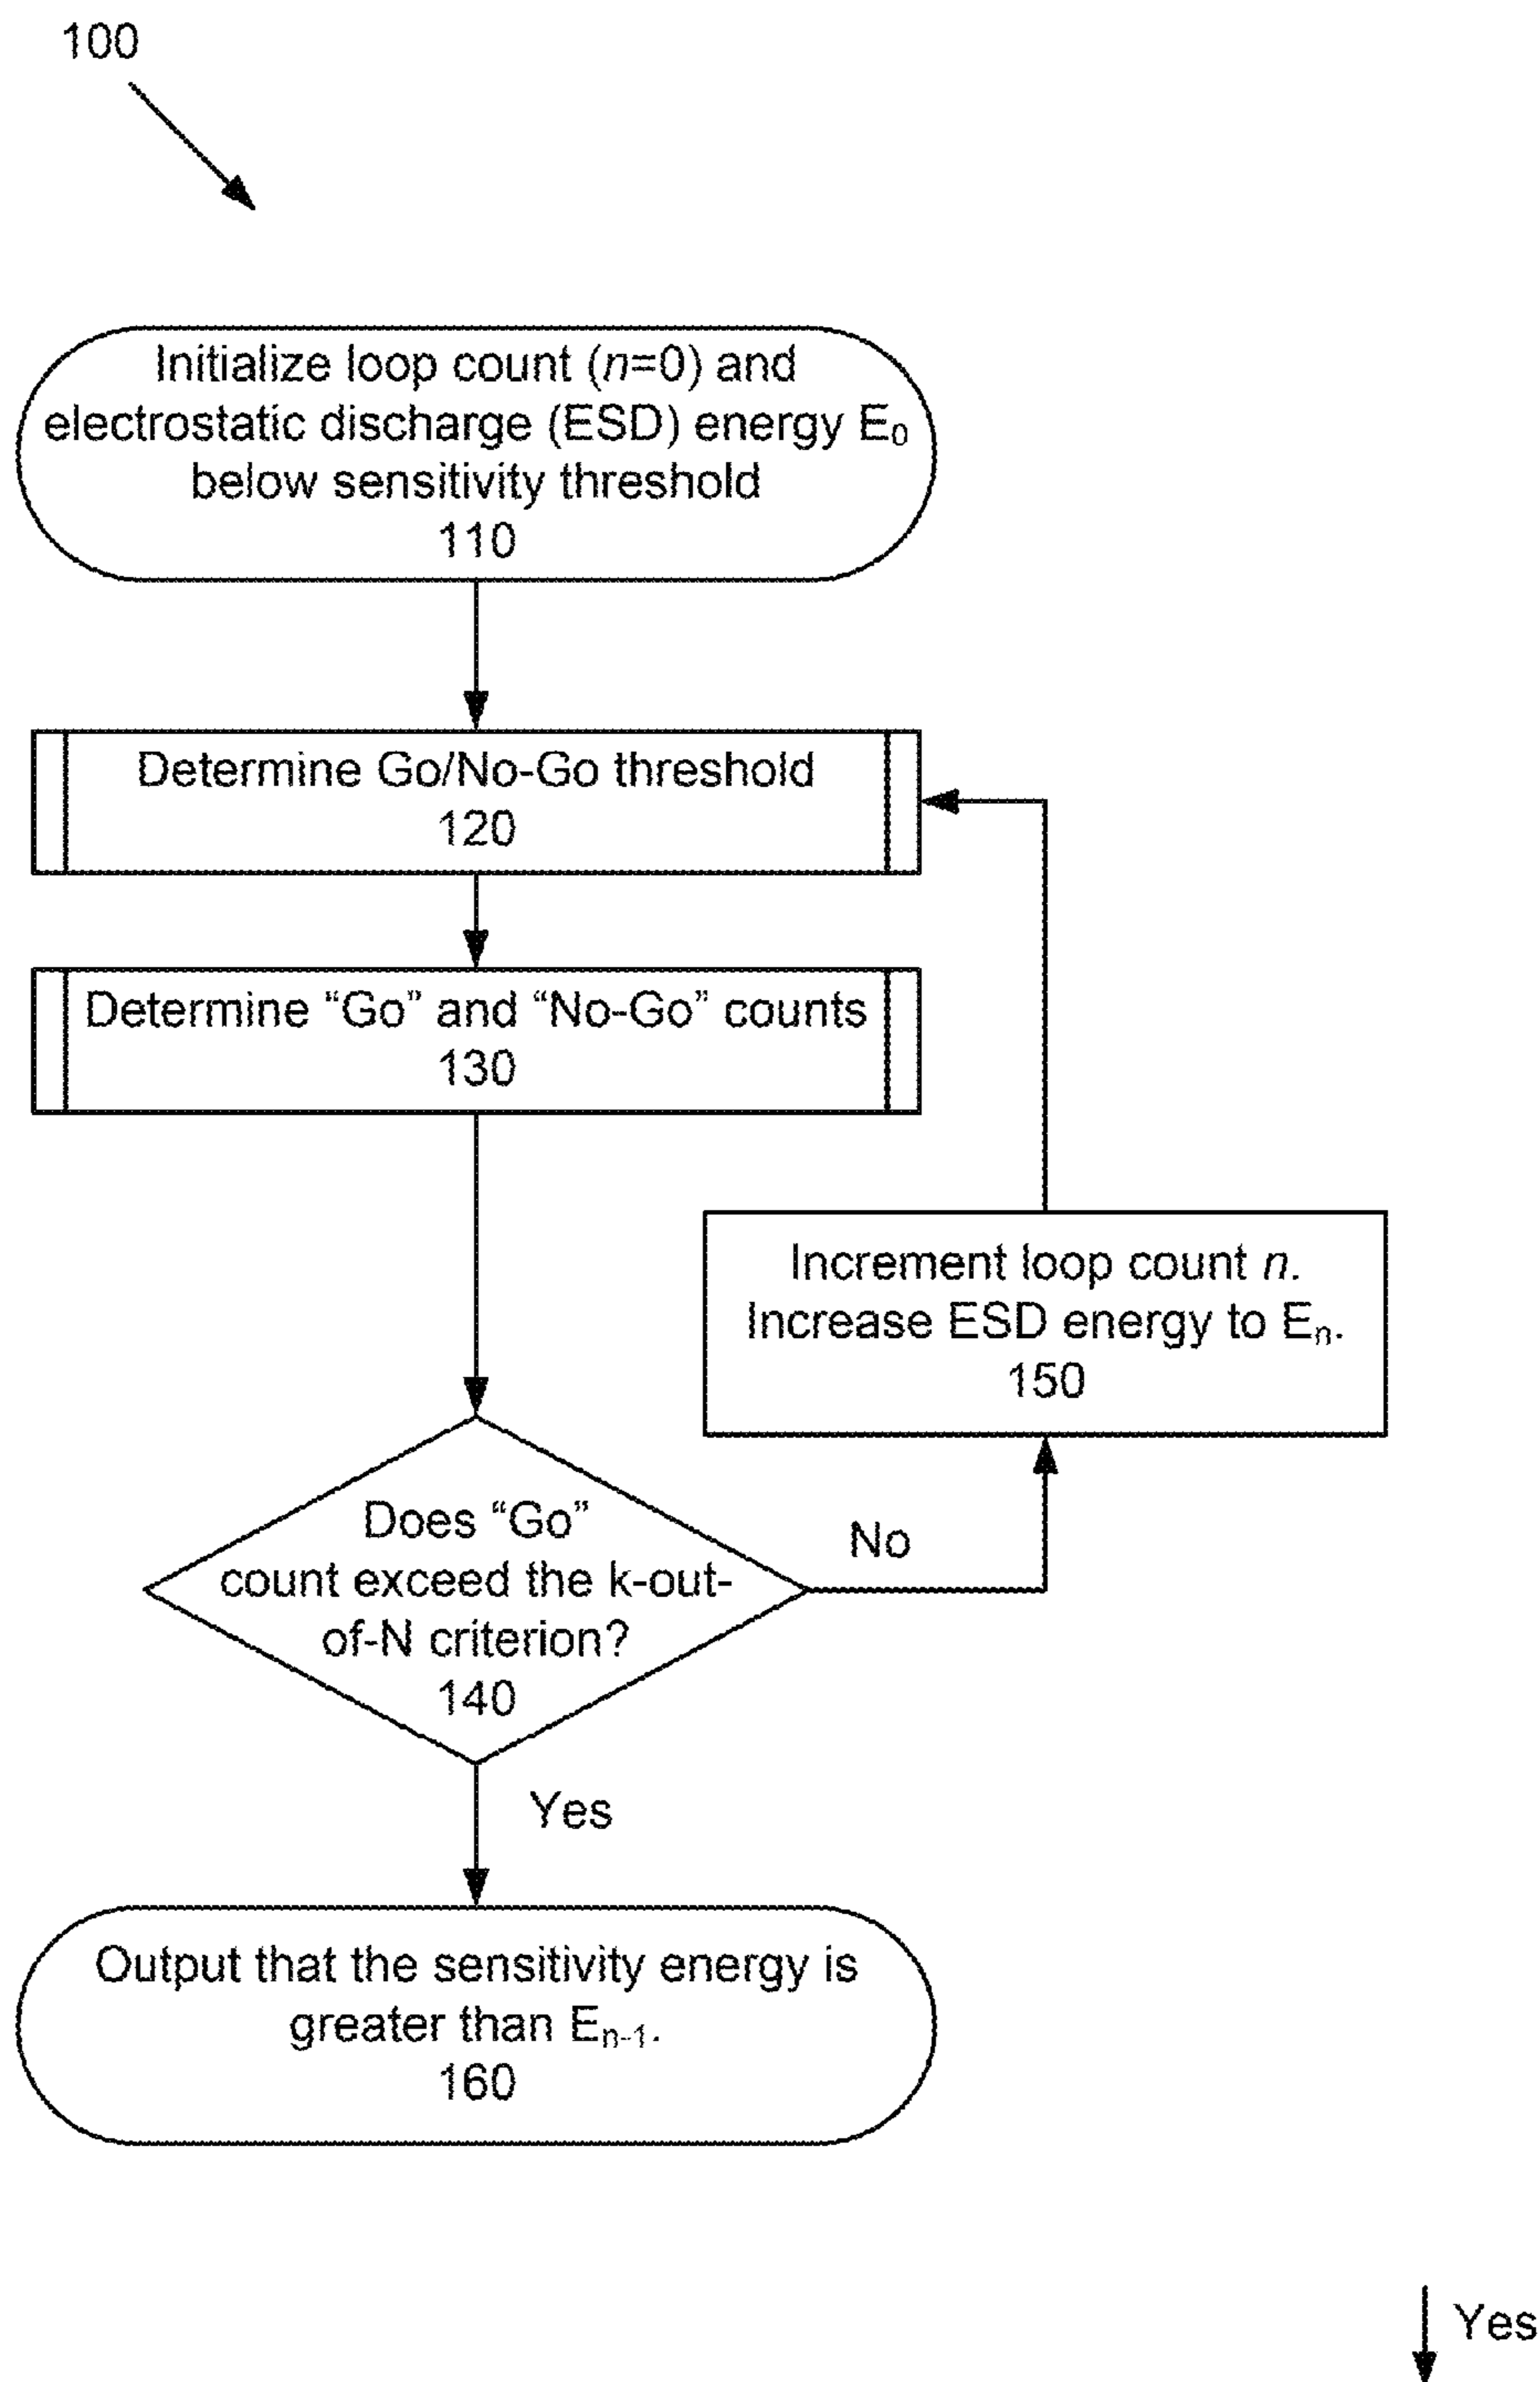 100
Initialize loop count (n=0) and
electrostatic discharge (ESD) energy E₀
below sensitivity threshold
110
Determine Go/No-Go threshold
120
Determine “Go” and “No-Go” counts
130
Increment loop count n.
Increase ESD energy to Eₙ.
150
Does “Go”
count exceed the k-out-
of-N criterion?
140
No
Yes
Output that the sensitivity energy is
greater than Eₙ₋₁.
160
Yes